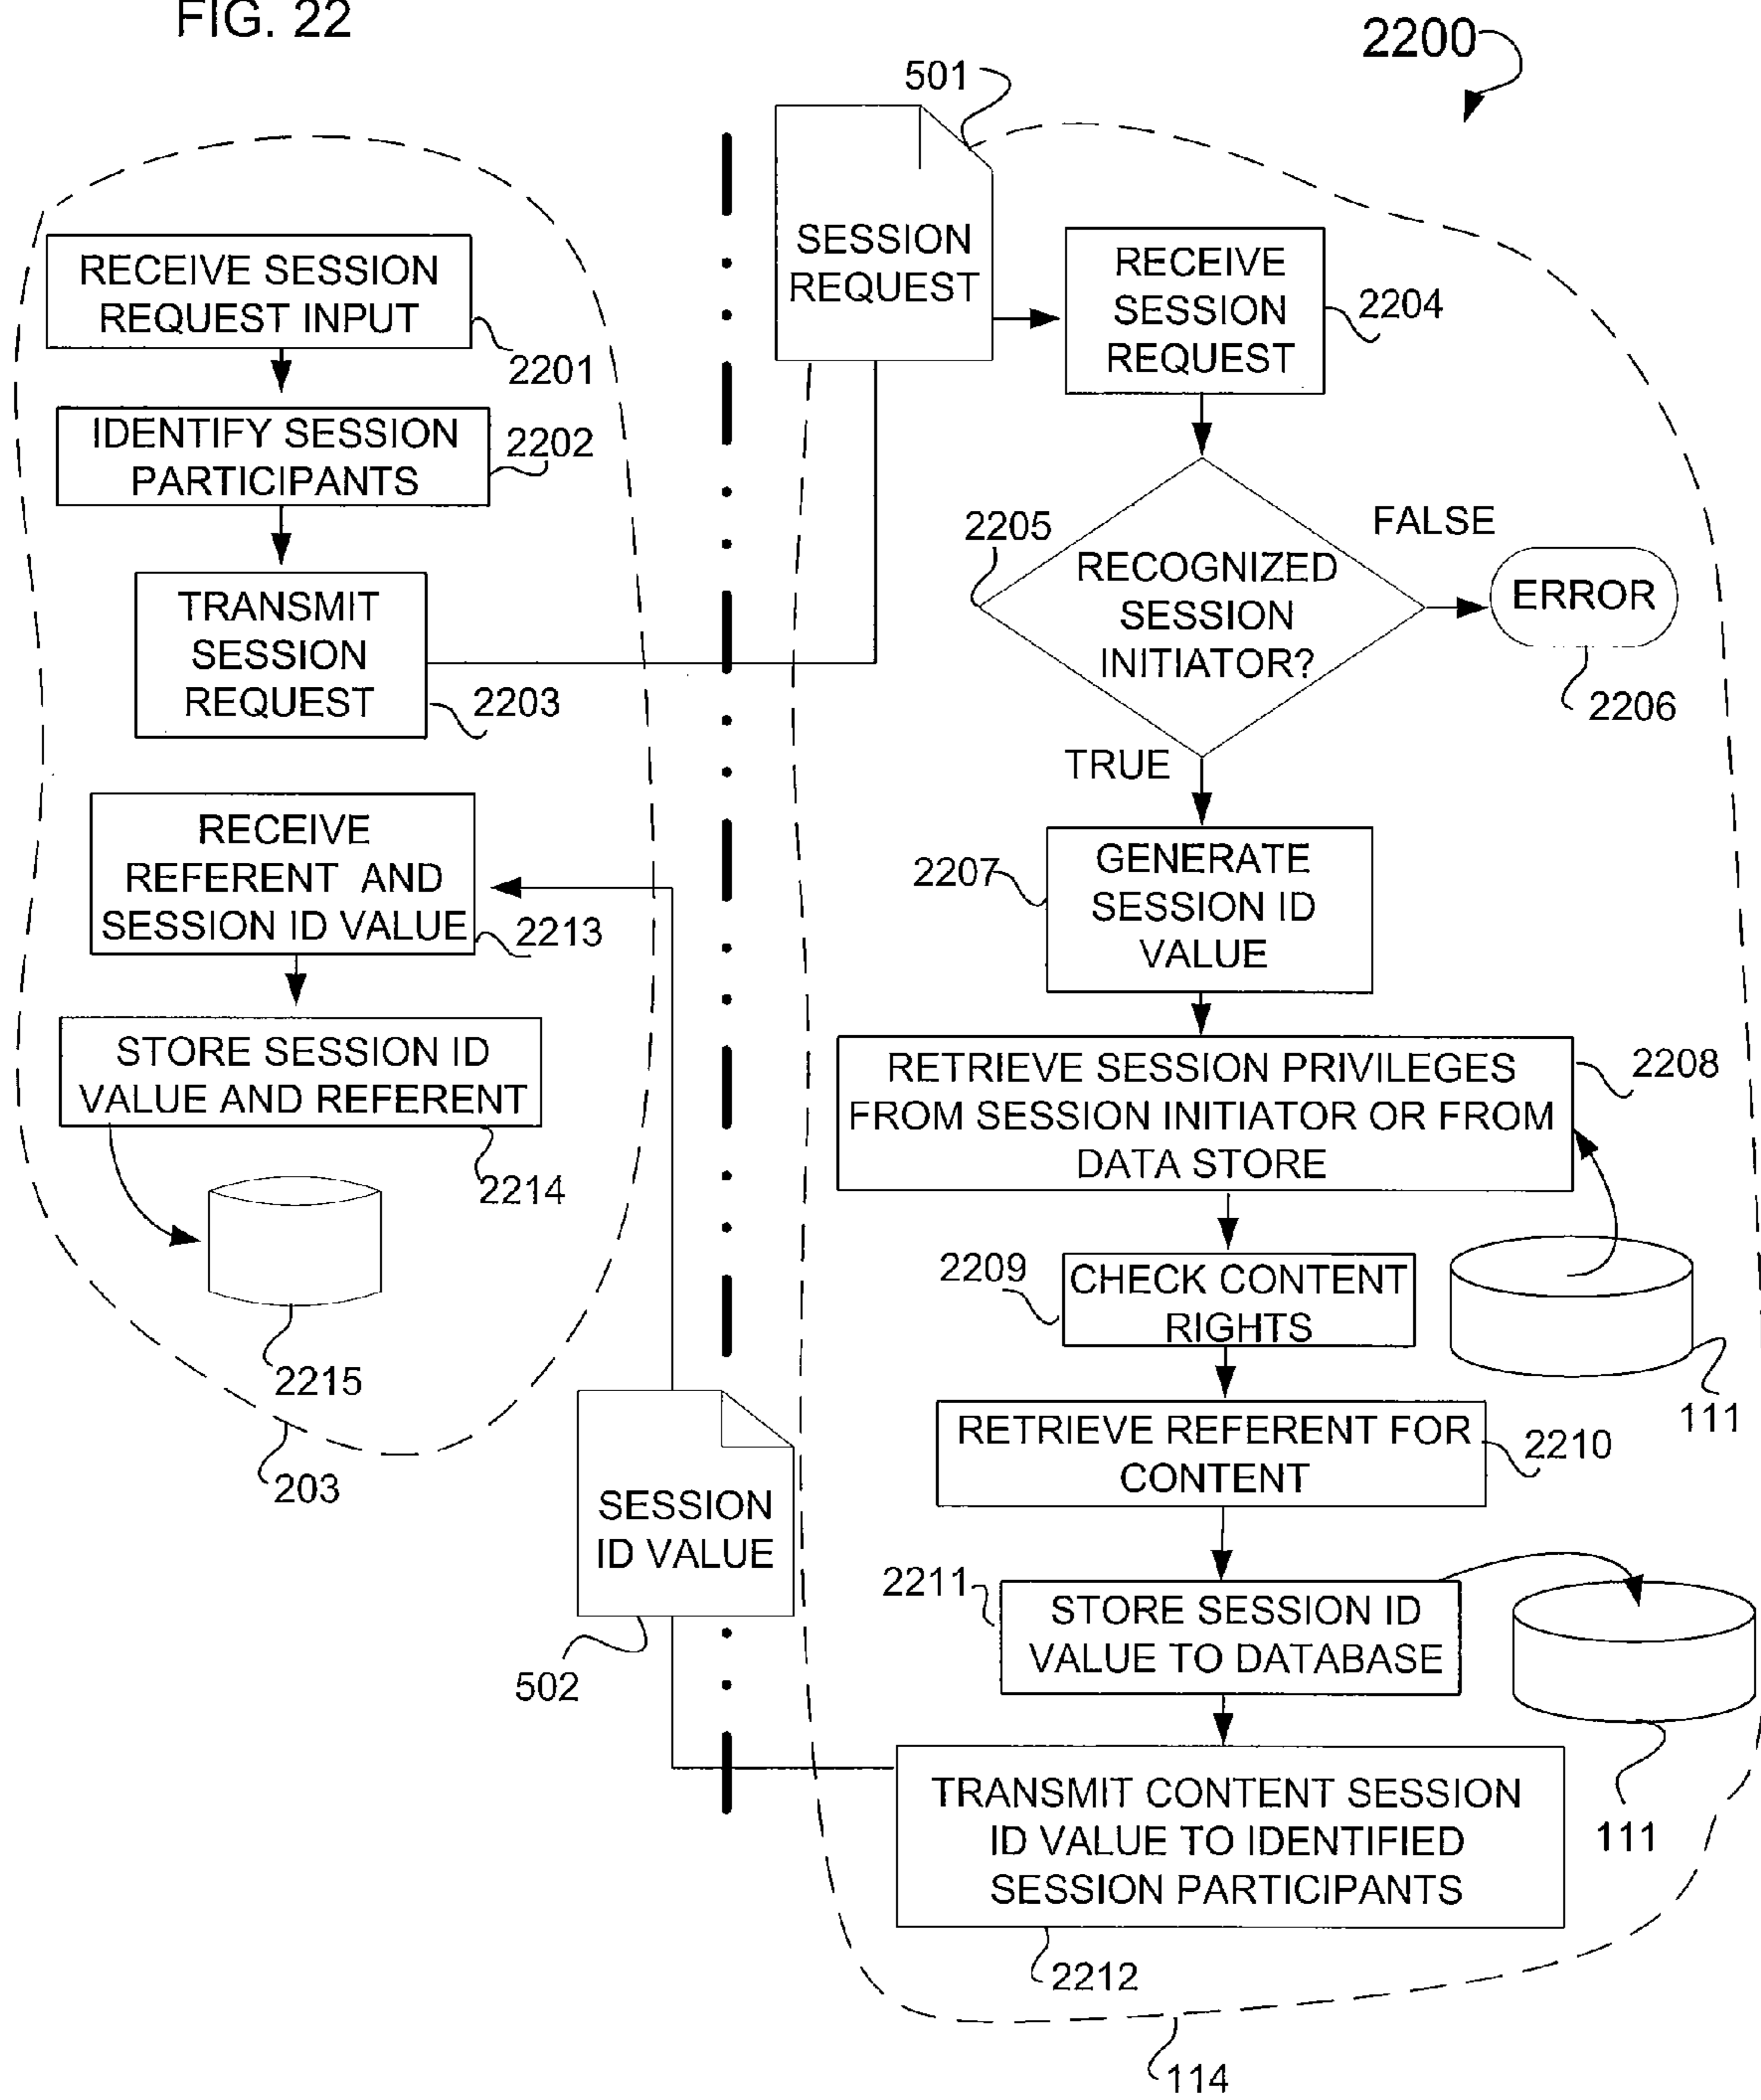 FIG. 22
2200
501
SESSION
REQUEST
RECEIVE SESSION
REQUEST INPUT
2201
IDENTIFY SESSION
PARTICIPANTS
2202
TRANSMIT
SESSION
REQUEST
2203
RECEIVE
SESSION
REQUEST
2204
2205
RECOGNIZED
SESSION
INITIATOR?
FALSE
ERROR
2206
TRUE
GENERATE
SESSION ID
VALUE
2207
RETRIEVE SESSION PRIVILEGES
FROM SESSION INITIATOR OR FROM
DATA STORE
2208
2209
CHECK CONTENT
RIGHTS
111
RETRIEVE REFERENT FOR
CONTENT
2210
2211
STORE SESSION ID
VALUE TO DATABASE
111
TRANSMIT CONTENT SESSION
ID VALUE TO IDENTIFIED
SESSION PARTICIPANTS
2212
114
SESSION
ID VALUE
502
RECEIVE
REFERENT AND
SESSION ID VALUE
2213
STORE SESSION ID
VALUE AND REFERENT
2214
2215
203